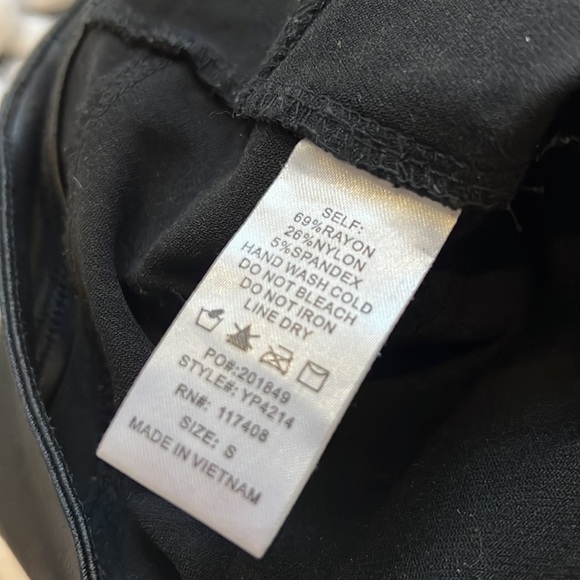 SELF:
69%RAYON
26%NYLON
5%SPANDEX
HAND WASH COLD
DO NOT BLEACH
DO NOT IRON
LINE DRY
PO#:201849
STYLE#: YP4214
RN#: 117408
SIZE: S
MADE IN VIETNAM